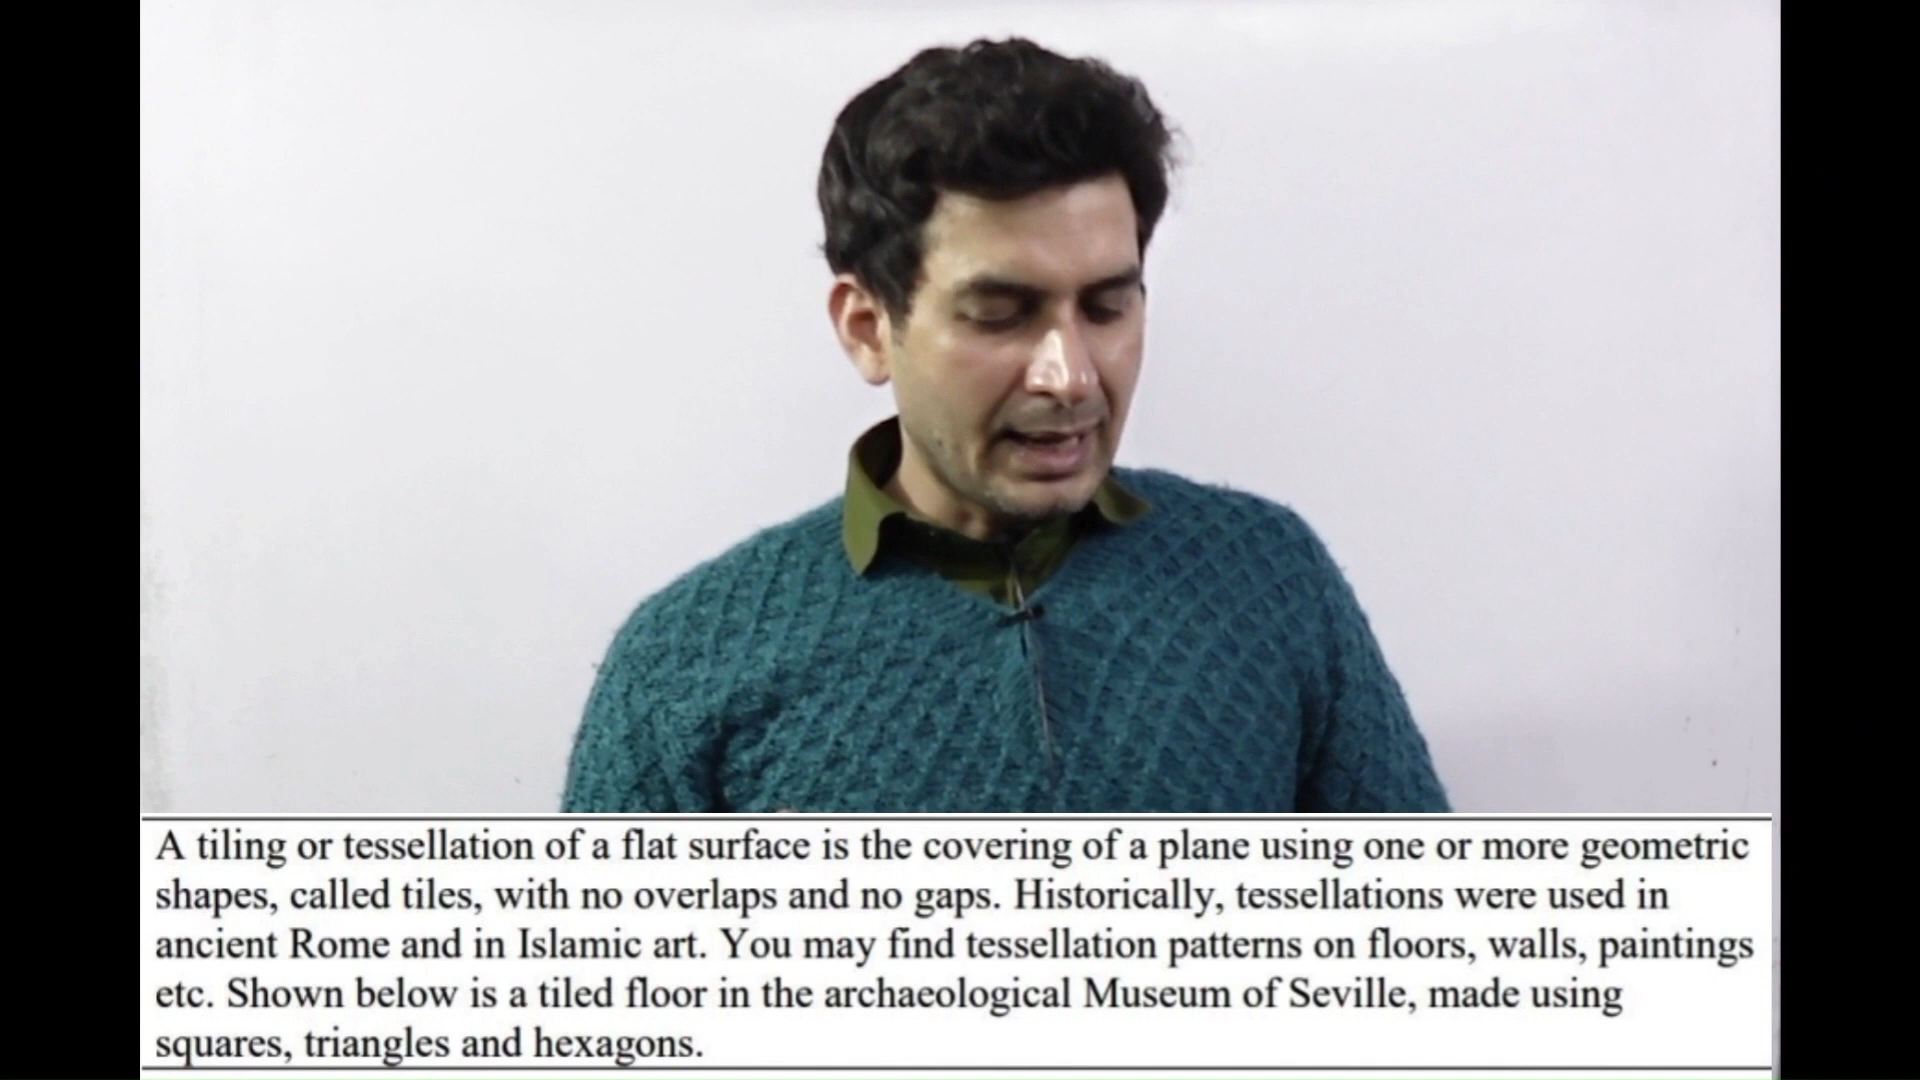 A tiling or tessellation of a flat surface is the covering of a plane using one or more geometric
shapes, called tiles, with no overlaps and no gaps. Historically, tessellations were used in
ancient Rome and in Islamic art. You may find tessellation patterns on floors, walls, paintings
etc. Shown below is a tiled floor in the archaeological Museum of Seville, made using
squares, triangles and hexagons.